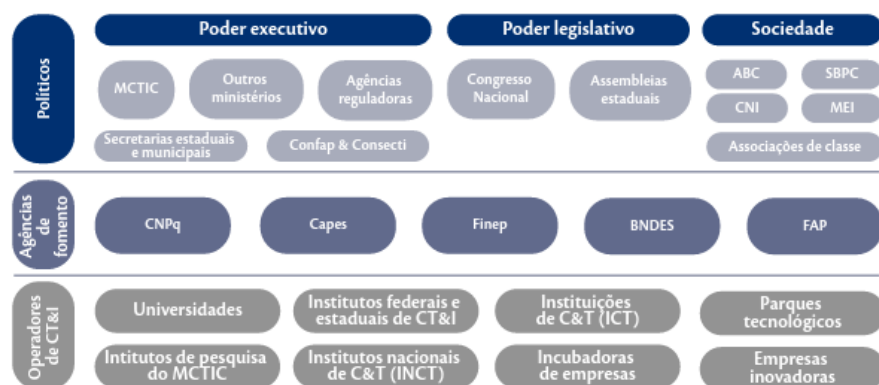 Políticos
Poder executivo
Poder legislativo
Sociedade
MCTIC
Outros
ministérios
Agências
reguladoras
Congresso
Nacional
Assembleias
estaduais
ABC
SBPC
CNI
MEI
Secretarias estaduais
e municipais
Confap & Consecti
Associações de classe
Agências
de
fomento
CNPq
Capes
Finep
BNDES
FAP
Operadores
de CT&I
Universidades
Institutos federais e
estaduais de CT&I
Instituições
de C&T (ICT)
Parques
tecnológicos
Intitutos de pesquisa
do MCTIC
Institutos nacionais
de C&T (INCT)
Incubadoras
de empresas
Empresas
inovadoras